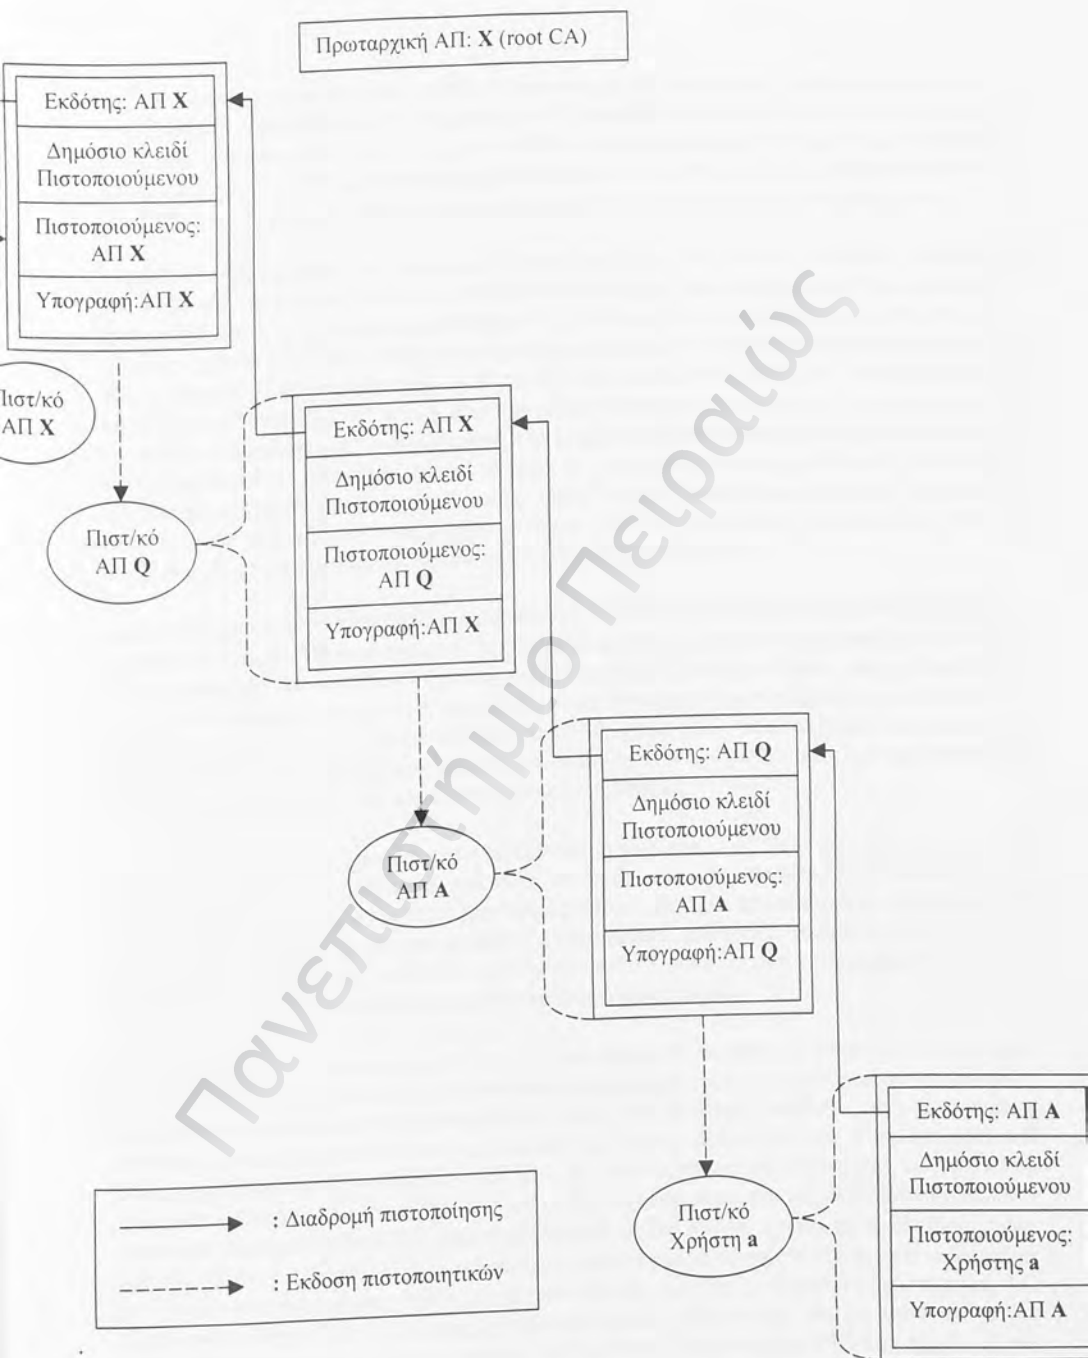 Πρωταρχική ΑΠ: X (root CA)
Εκδότης: ΑΠ X
Δημόσιο κλειδί
Πιστοποιούμενου
Πιστοποιούμενος:
ΑΠ X
Υπογραφή:ΑΠ X
Πιστ/κό
ΑΠ X
Πιστ/κό
ΑΠ Q
Εκδότης: ΑΠ X
Δημόσιο κλειδί
Πιστοποιούμενου
Πιστοποιούμενος:
ΑΠ Q
Υπογραφή:ΑΠ X
Πιστ/κό
ΑΠ A
Εκδότης: ΑΠ Q
Δημόσιο κλειδί
Πιστοποιούμενου
Πιστοποιούμενος:
ΑΠ A
Υπογραφή:ΑΠ Q
Πιστ/κό
Χρήστη a
Εκδότης: ΑΠ A
Δημόσιο κλειδί
Πιστοποιούμενου
Πιστοποιούμενος:
Χρήστης a
Υπογραφή:ΑΠ A
: Διαδρομή πιστοποίησης
: Εκδοση πιστοποιητικών
Πανεπιστήμιο Πειραιώς